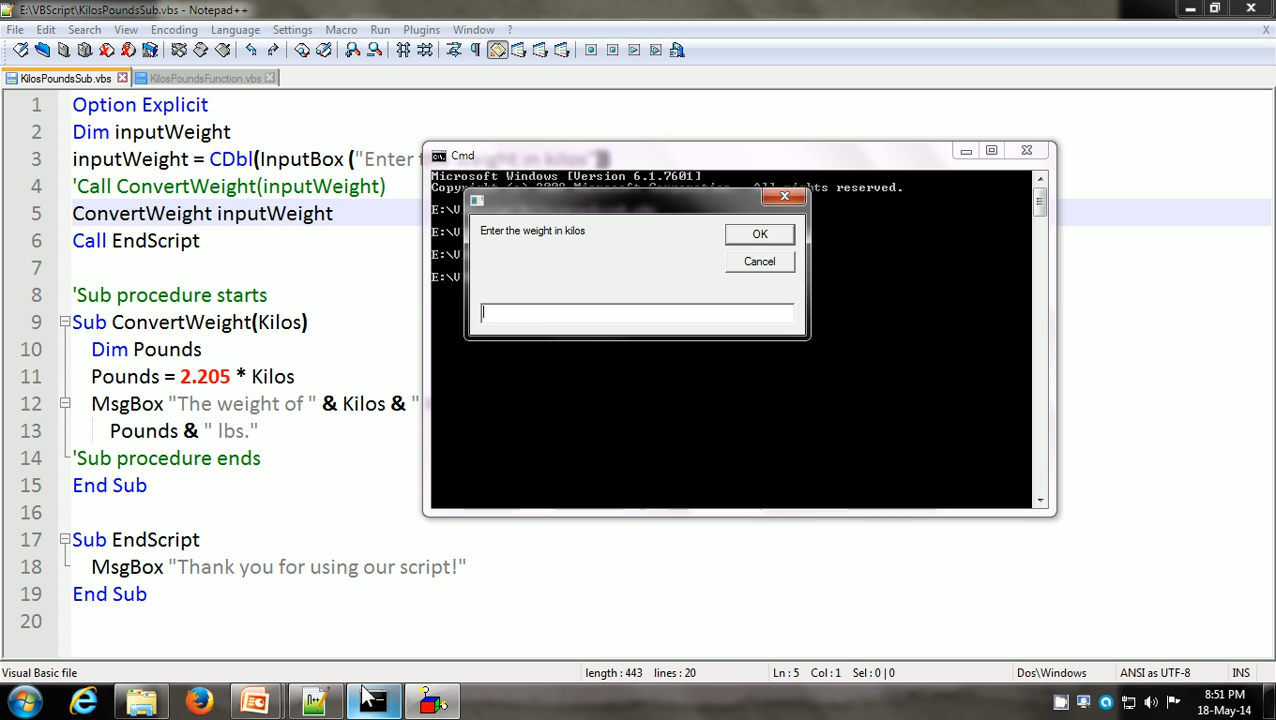 E:\VBScript\KilosPoundsSub.vbs - Notepad++
File Edit Search View Encoding Language Settings Macro Run Plugins Window ? X
KilosPoundsSub.vbs KilosPoundsFunction.vbs
1 Option Explicit
2 Dim inputWeight
3 inputWeight = CDbl(InputBox ("Enter
4 'Call ConvertWeight(inputWeight)
5 ConvertWeight inputWeight
6 Call EndScript
7
8 'Sub procedure starts
9 Sub ConvertWeight(Kilos)
10 Dim Pounds
11 Pounds = 2.205 * Kilos
12 MsgBox "The weight of " & Kilos & "
13 Pounds & " lbs."
14 'Sub procedure ends
15 End Sub
16
17 Sub EndScript
18 MsgBox "Thank you for using our script!"
19 End Sub
20
Cmd
Microsoft Windows [Version 6.1.7601]
Copyright (c) 2009 Microsoft Corporation. All rights reserved.
E:\V
E:\V
E:\V
E:\V
Enter the weight in kilos
OK
Cancel
Visual Basic file length : 443 lines : 20 Ln : 5 Col : 1 Sel : 0 | 0 Dos\Windows ANSI as UTF-8 INS
8:51 PM
18-May-14